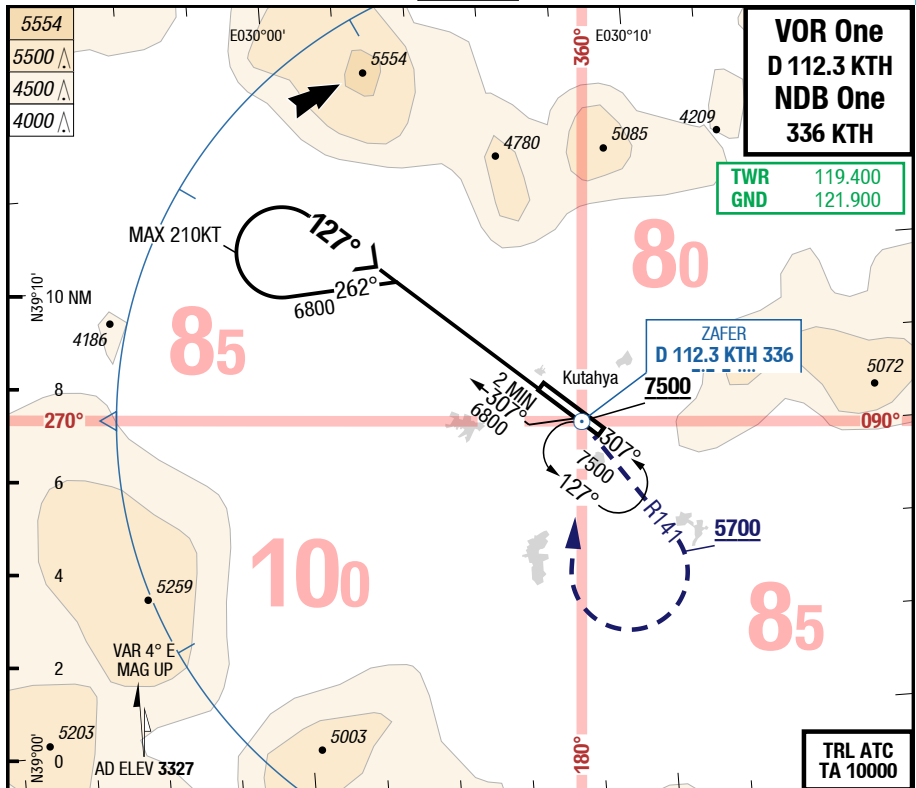 5554
5500
4500
4000
E030°00'
5554
360°
E030°10'
VOR One
D 112.3 KTH
NDB One
336 KTH
4780
5085
4209
TWR 119.400
GND 121.900
MAX 210KT
127°
80
262°
6800
N39°10'
10 NM
4186
85
ZAFER
D 112.3 KTH 336
5072
8
2 MIN
307°
6800
Kutahya
7500
270°
090°
307°
7500
127°
6
R141
5700
100
4
5259
85
VAR 4° E
MAG UP
2
5203
5003
N39°00'
0
AD ELEV 3327
180°
TRL ATC
TA 10000